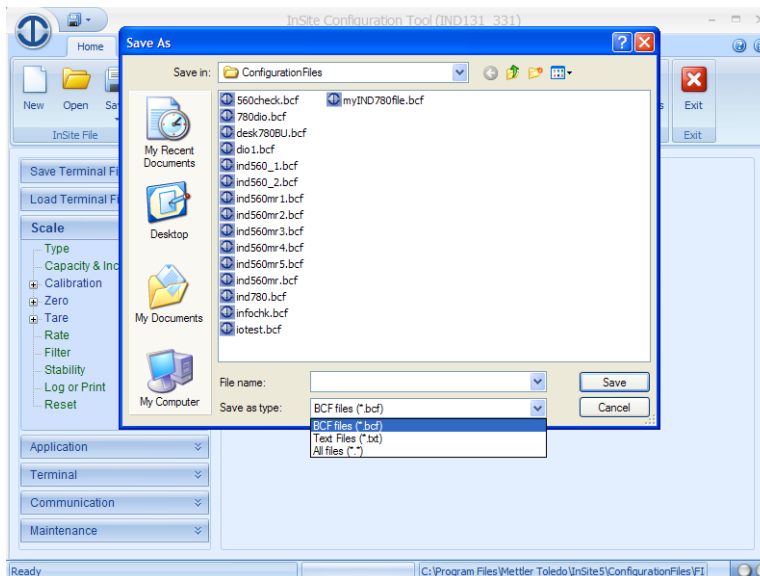 InSite Configuration Tool (IND131_331)
Home
Save As
Save in:
ConfigurationFiles
New
Open
Exit
InSite File
Exit
My Recent Documents
Desktop
My Documents
My Computer
560check.bcf
780dio.bcf
desk780BU.bcf
dio1.bcf
ind560_1.bcf
ind560_2.bcf
ind560mr1.bcf
ind560mr2.bcf
ind560mr3.bcf
ind560mr4.bcf
ind560mr5.bcf
ind560mr.bcf
ind780.bcf
infochk.bcf
iotest.bcf
myIND780file.bcf
File name:
Save
Save as type:
BCF files (*.bcf)
Cancel
BCF files (*.bcf)
Text Files (*.txt)
All files (*.*)
Save Terminal Fi
Load Terminal Fi
Scale
Type
Capacity & Inc
Calibration
Zero
Tare
Rate
Filter
Stability
Log or Print
Reset
Application
Terminal
Communication
Maintenance
Ready
C:\Program Files\Mettler Toledo\InSite5\ConfigurationFiles\FI